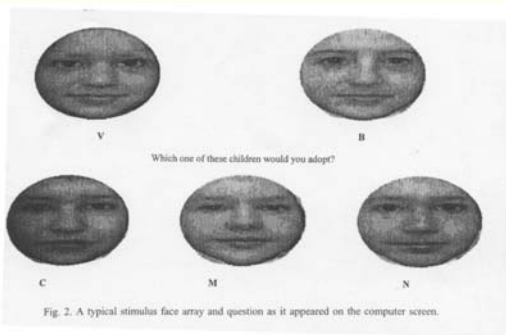 V
B
Which one of these children would you adopt?
C
M
N
Fig. 2. A typical stimulus face array and question as it appeared on the computer screen.